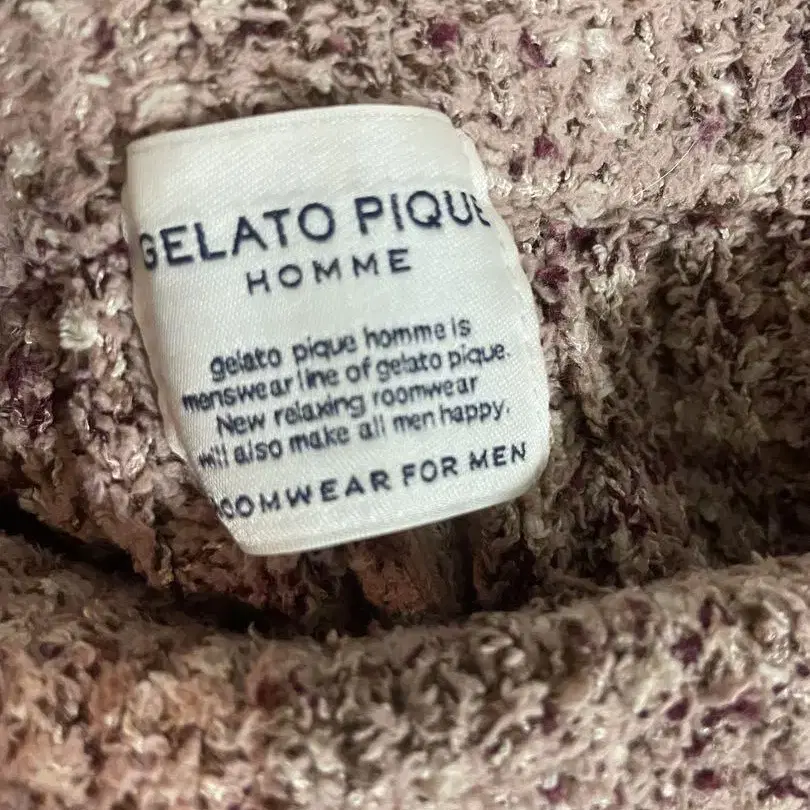 GELATO PIQUE
HOMME
gelato pique homme is
menswear line of gelato pique.
New relaxing roomwear
will also make all men happy.
ROOMWEAR FOR MEN